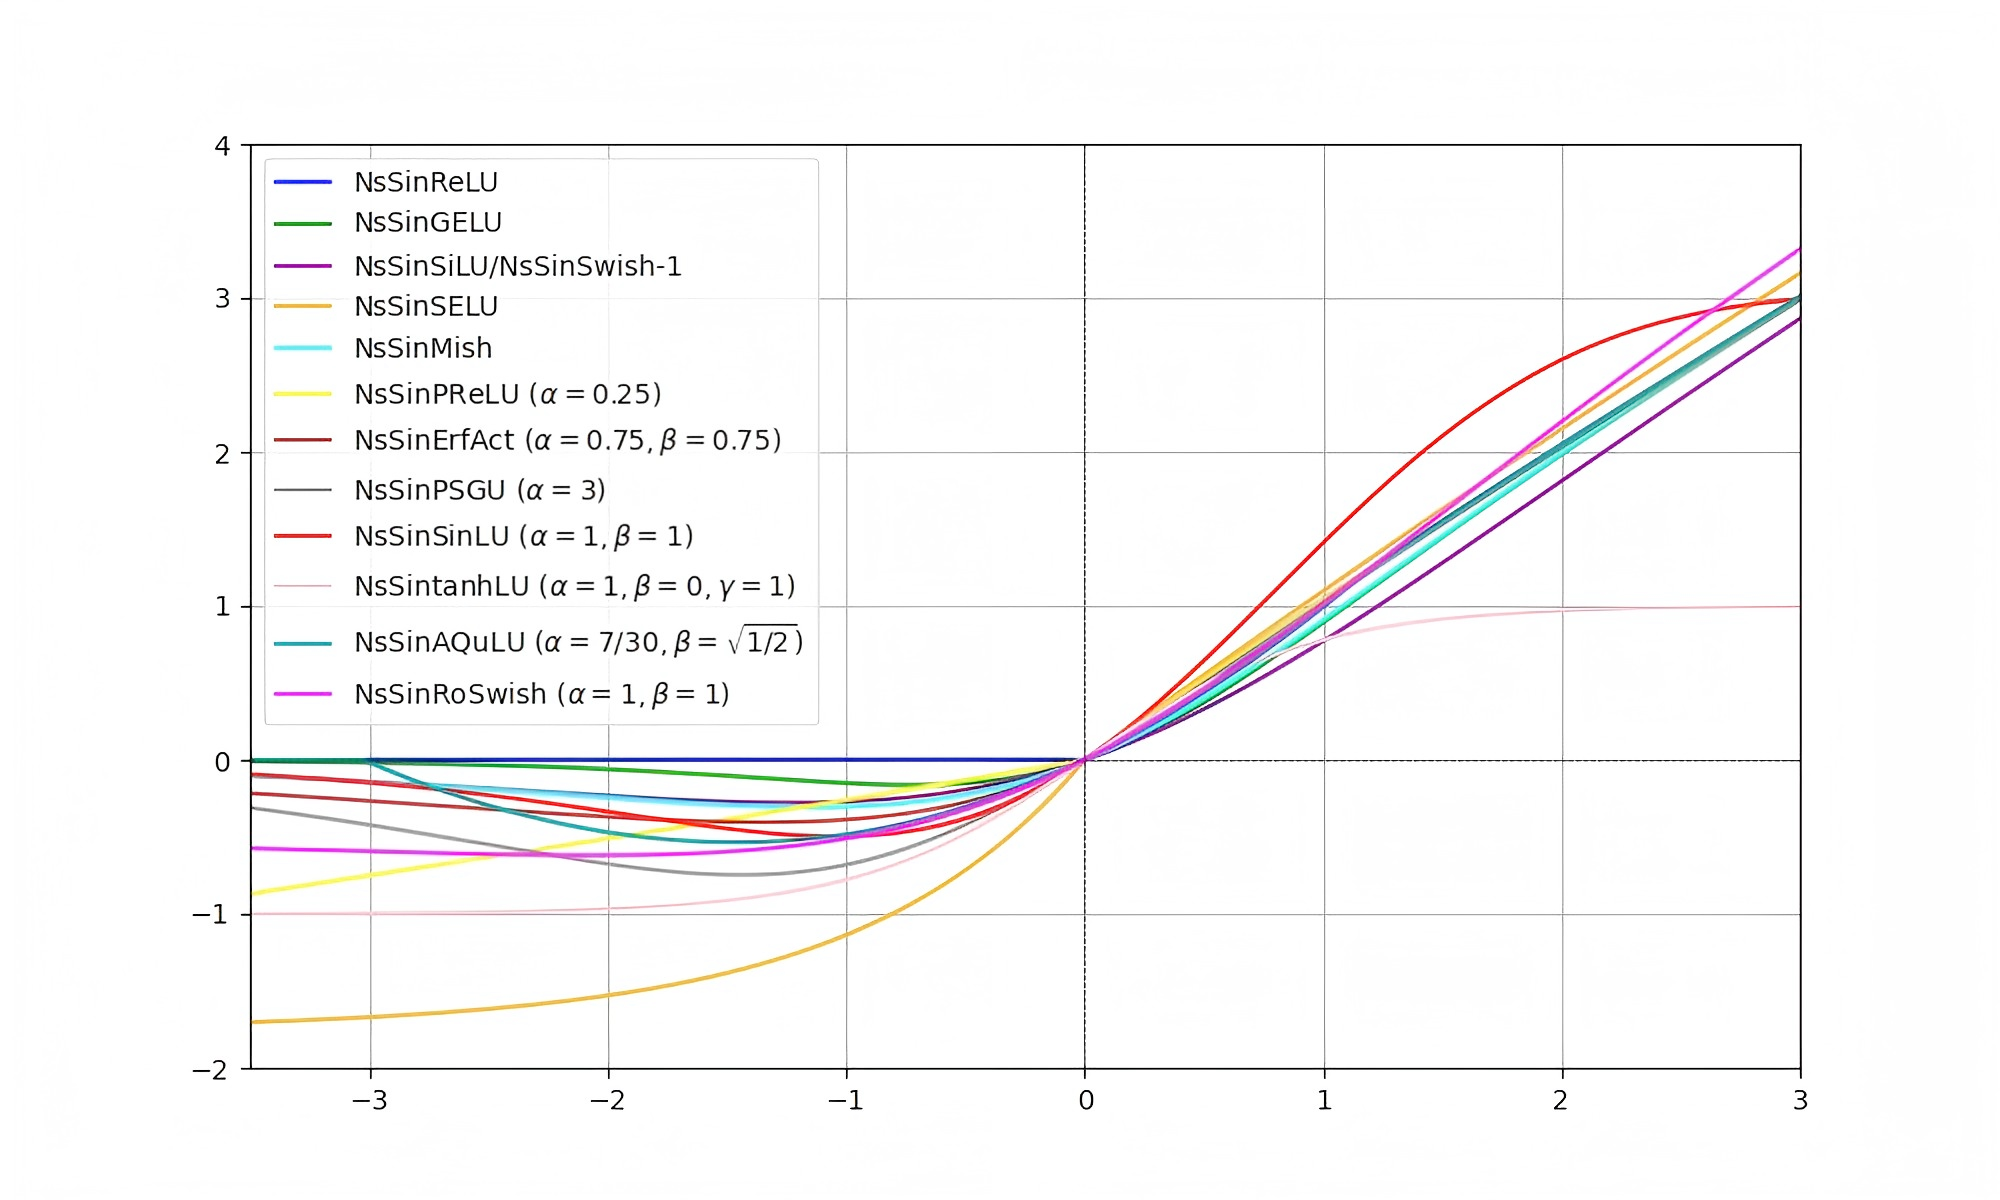 4
NsSinReLU
NsSinGELU
NsSinSiLU/NsSinSwish-1
3
NsSinSELU
NsSinMish
NsSinPReLU (α = 0.25)
2
NsSinErfAct (α = 0.75, β = 0.75)
NsSinPSGU (α = 3)
NsSinSinLU (α = 1, β = 1)
NsSintanhLU (α = 1, β = 0, γ = 1)
1
NsSinAQuLU (α = 7/30, β = √1/2)
NsSinRoSwish (α = 1, β = 1)
0
−1
−2
−3 −2 −1 0 1 2 3